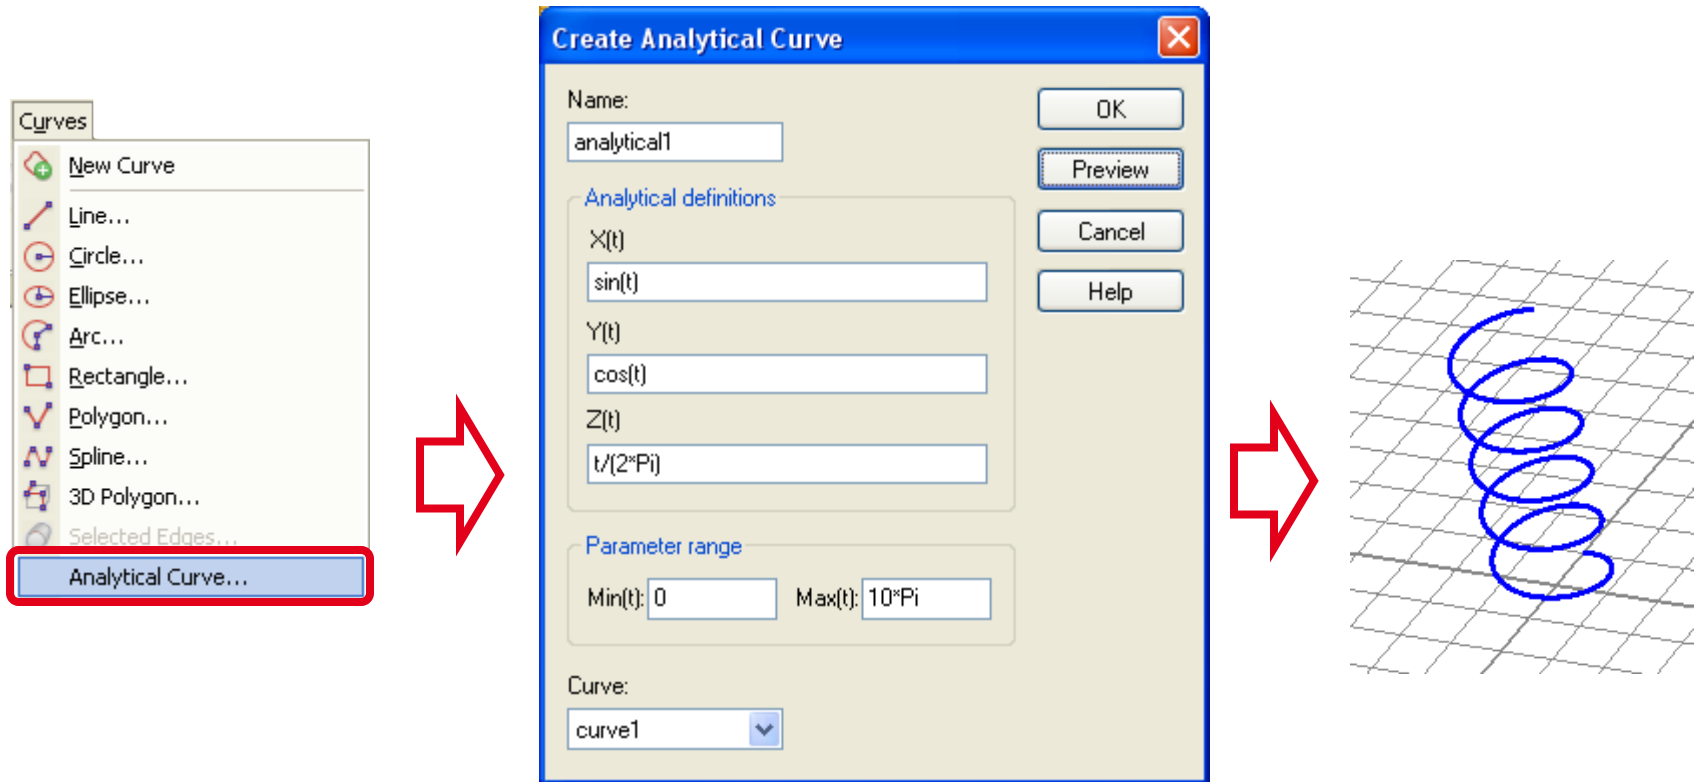 Curves
New Curve
Line...
Circle...
Ellipse...
Arc...
Rectangle...
Polygon...
Spline...
3D Polygon...
Selected Edges...
Analytical Curve...
Create Analytical Curve
Name:
analytical1
OK
Preview
Cancel
Help
Analytical definitions
X(t)
sin(t)
Y(t)
cos(t)
Z(t)
t/(2*Pi)
Parameter range
Min(t): 0 Max(t): 10*Pi
Curve:
curve1